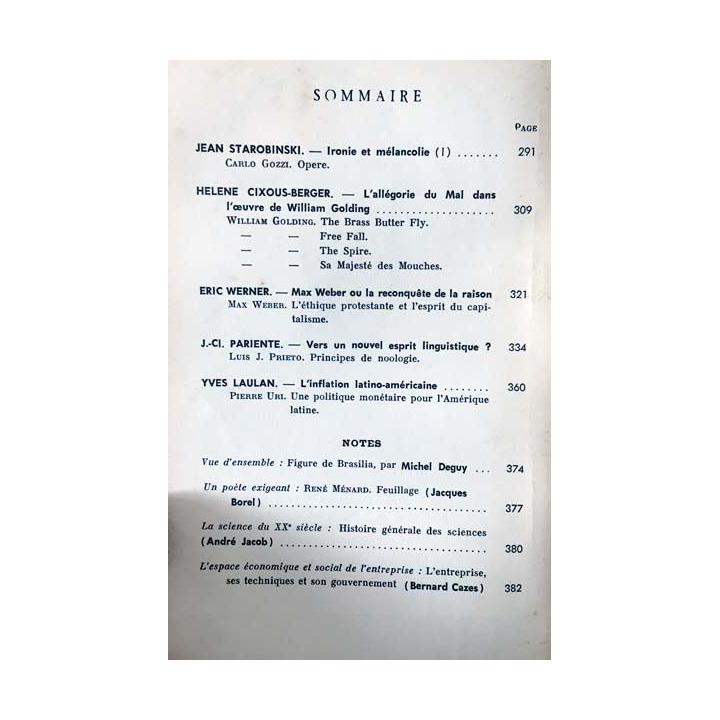 SOMMAIRE
PAGE
JEAN STAROBINSKI. — Ironie et mélancolie (I) ....... 291
CARLO GOZZI. Opere.
HELENE CIXOUS-BERGER. — L'allégorie du Mal dans
l'œuvre de William Golding .................... 309
WILLIAM GOLDING. The Brass Butter Fly.
— — Free Fall.
— — The Spire.
— — Sa Majesté des Mouches.
ERIC WERNER. — Max Weber ou la reconquête de la raison 321
MAX WEBER. L'éthique protestante et l'esprit du capi-
talisme.
J.-Cl. PARIENTE. — Vers un nouvel esprit linguistique ? 334
LUIS J. PRIETO. Principes de noologie.
YVES LAULAN. — L'inflation latino-américaine ........ 360
PIERRE URI. Une politique monétaire pour l'Amérique
latine.
NOTES
Vue d'ensemble : Figure de Brasilia, par Michel Deguy ... 374
Un poète exigeant : RENÉ MÉNARD. Feuillage (Jacques
Borel) ..................................... 377
La science du XXe siècle : Histoire générale des sciences
(André Jacob) ................................... 380
L'espace économique et social de l'entreprise : L'entreprise,
ses techniques et son gouvernement (Bernard Cazes) 382